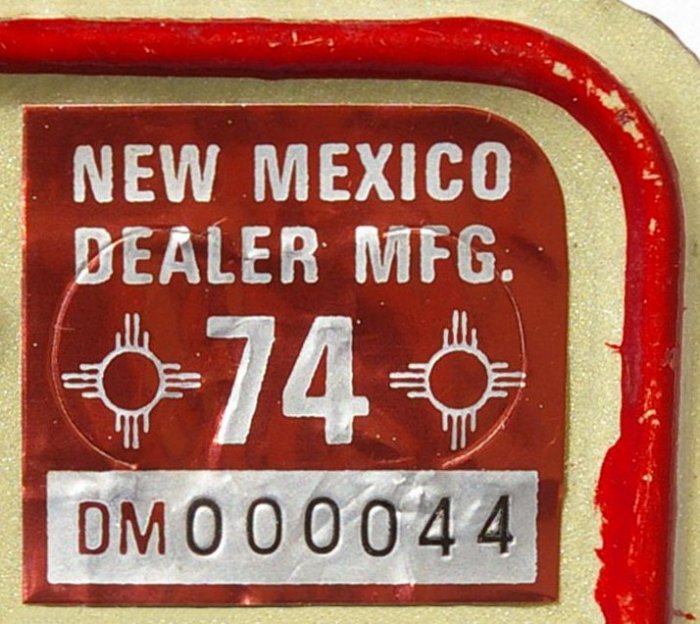 NEW MEXICO
DEALER MFG.
74
DM000044